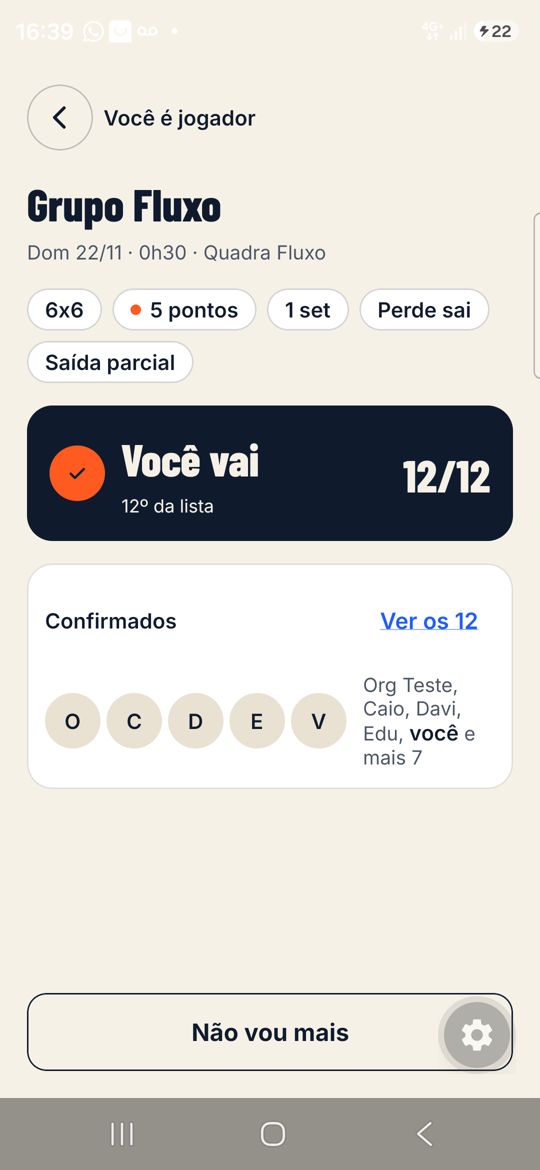 16:39
4G+
22
Você é jogador
Grupo Fluxo
Dom 22/11 · 0h30 · Quadra Fluxo
6x6
5 pontos
1 set
Perde sai
Saída parcial
Você vai
12/12
12º da lista
Confirmados
Ver os 12
O
C
D
E
V
Org Teste,
Caio, Davi,
Edu, você e
mais 7
Não vou mais